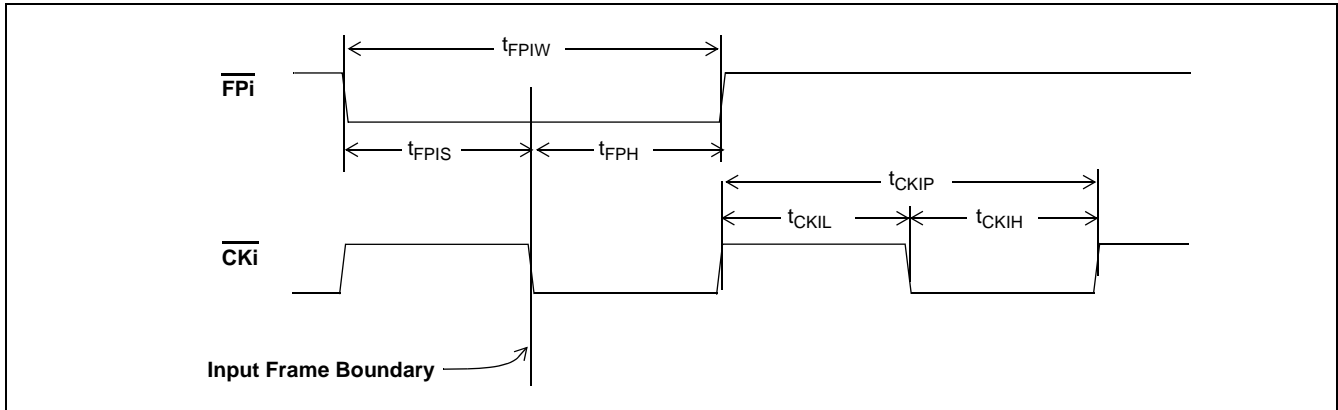 tFPIW
FPi
tFPIS
tFPH
tCKIP
tCKIL
tCKIH
CKi
Input Frame Boundary